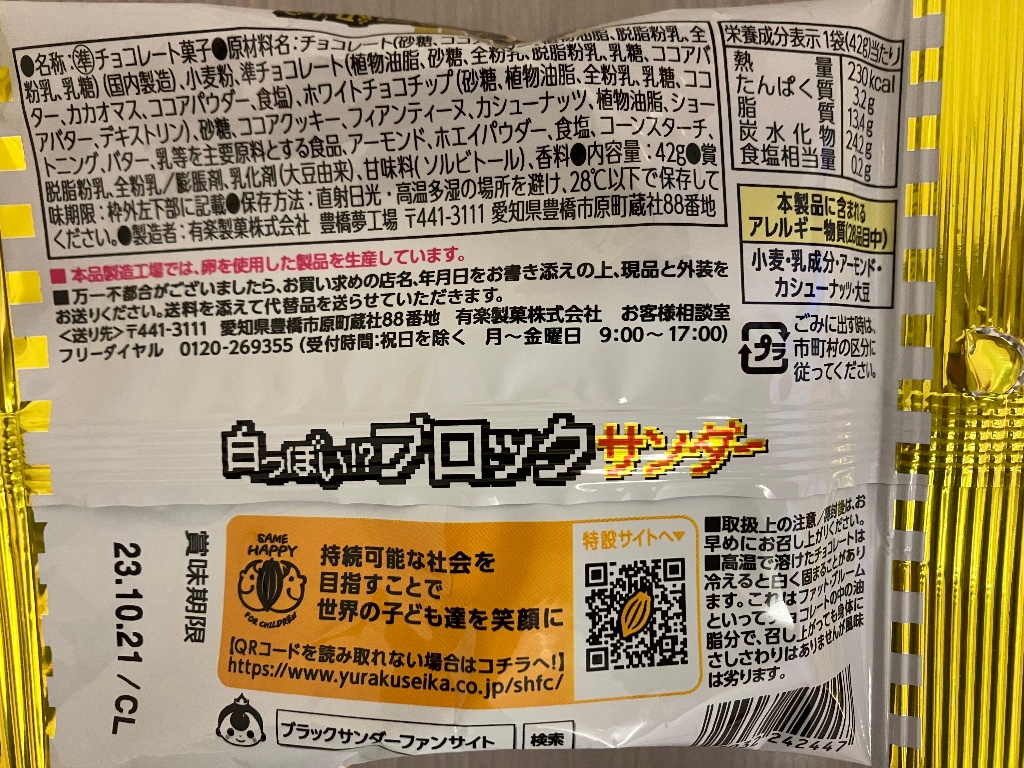 ●名称:㊤チョコレート菓子●原材料名:チョコレート(砂糖、
植物油脂、脱脂粉乳、全
粉乳、乳糖)(国内製造)、小麦粉、準チョコレート(植物油脂、砂糖、全粉乳、脱脂粉乳、乳糖、ココアバ
ター、カカオマス、ココアパウダー、食塩)、ホワイトチョコチップ(砂糖、植物油脂、全粉乳、乳糖、ココ
アバター、デキストリン)、砂糖、ココアクッキー、フィアンティーヌ、カシューナッツ、植物油脂、ショー
トニング、バター、乳等を主要原料とする食品、アーモンド、ホエイパウダー、食塩、コーンスターチ、
脱脂粉乳、全粉乳/膨脹剤、乳化剤(大豆由来)、甘味料(ソルビトール)、香料●内容量:42g●賞
味期限:枠外左下部に記載●保存方法:直射日光・高温多湿の場所を避け、28℃以下で保存して
ください。●製造者:有楽製菓株式会社 豊橋夢工場 〒441-3111 愛知県豊橋市原町蔵社88番地
■本品製造工場では、卵を使用した製品を生産しています。
■万一不都合がございましたら、お買い求めの店名、年月日をお書き添えの上、現品と外装を
お送りください。送料を添えて代替品を送らせていただきます。
<送り先>〒441-3111 愛知県豊橋市原町蔵社88番地 有楽製菓株式会社 お客様相談室
フリーダイヤル 0120-269355(受付時間:祝日を除く 月〜金曜日 9:00〜17:00)
栄養成分表示 1袋(42g)当たり
熱量 230kcal
たんぱく質 3.2g
脂質 13.4g
炭水化物 24.2g
食塩相当量 0.2g
本製品に含まれる
アレルギー物質(28品目中)
小麦・乳成分・アーモンド・
カシューナッツ・大豆
プラ
ごみに出す時は、
市町村の区分に
従ってください。
白っぽい!?ブロックサンダー
賞味期限
23.10.21/CL
SAME
HAPPY
FOR CHILDREN
持続可能な社会を
目指すことで
世界の子ども達を笑顔に
【QRコードを読み取れない場合はコチラへ!】
https://www.yurakuseika.co.jp/shfc/
特設サイトへ▼
■取扱上の注意/開封後は、お
早めにお召し上がりください。
■高温で溶けたチョコレートは
冷えると白く固まることがあり
ます。これはファットブルーム
といってチョコレートの中の油
脂分で、召し上がっても身体に
さしさわりはありませんが風味
は劣ります。
ブラックサンダーファンサイト 検索
242447